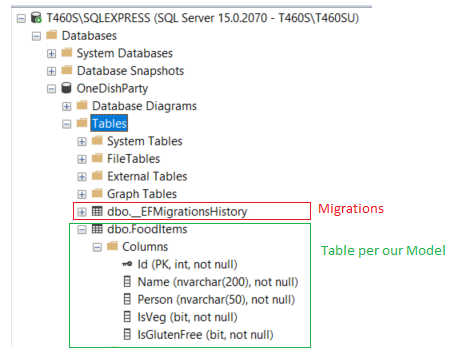 T460S\SQLEXPRESS (SQL Server 15.0.2070 - T460S\T460SU)
Databases
System Databases
Database Snapshots
OneDishParty
Database Diagrams
Tables
System Tables
FileTables
External Tables
Graph Tables
dbo.__EFMigrationsHistory Migrations
dbo.FoodItems
Columns Table per our Model
Id (PK, int, not null)
Name (nvarchar(200), not null)
Person (nvarchar(50), not null)
IsVeg (bit, not null)
IsGlutenFree (bit, not null)